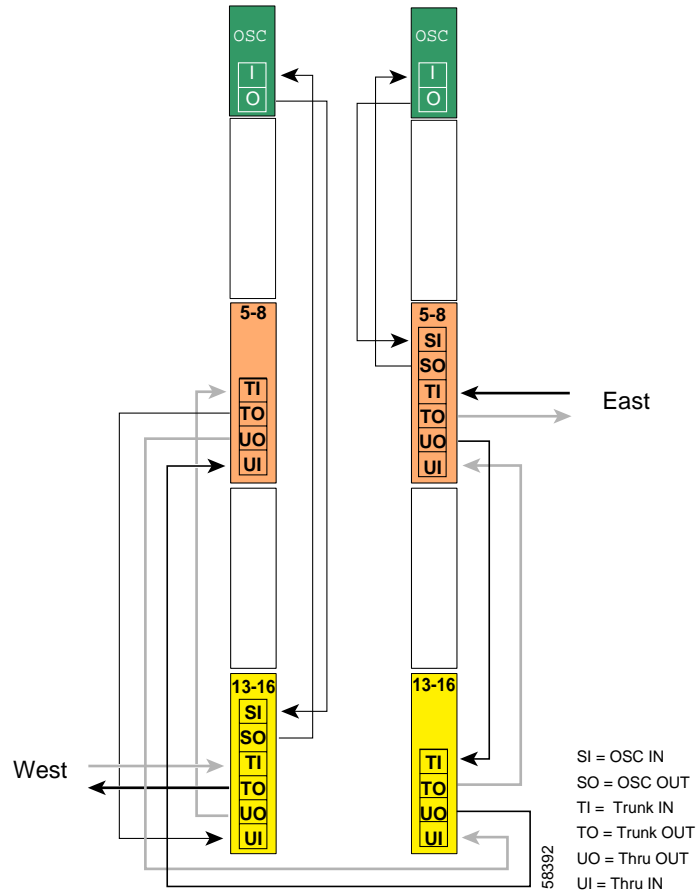 OSC
I
O
OSC
I
O
5-8
TI
TO
UO
UI
5-8
SI
SO
TI
TO
UO
UI
East
13-16
SI
SO
TI
TO
UO
UI
West
13-16
TI
TO
UO
UI
SI = OSC IN
SO = OSC OUT
TI = Trunk IN
TO = Trunk OUT
UO = Thru OUT
UI = Thru IN
58392